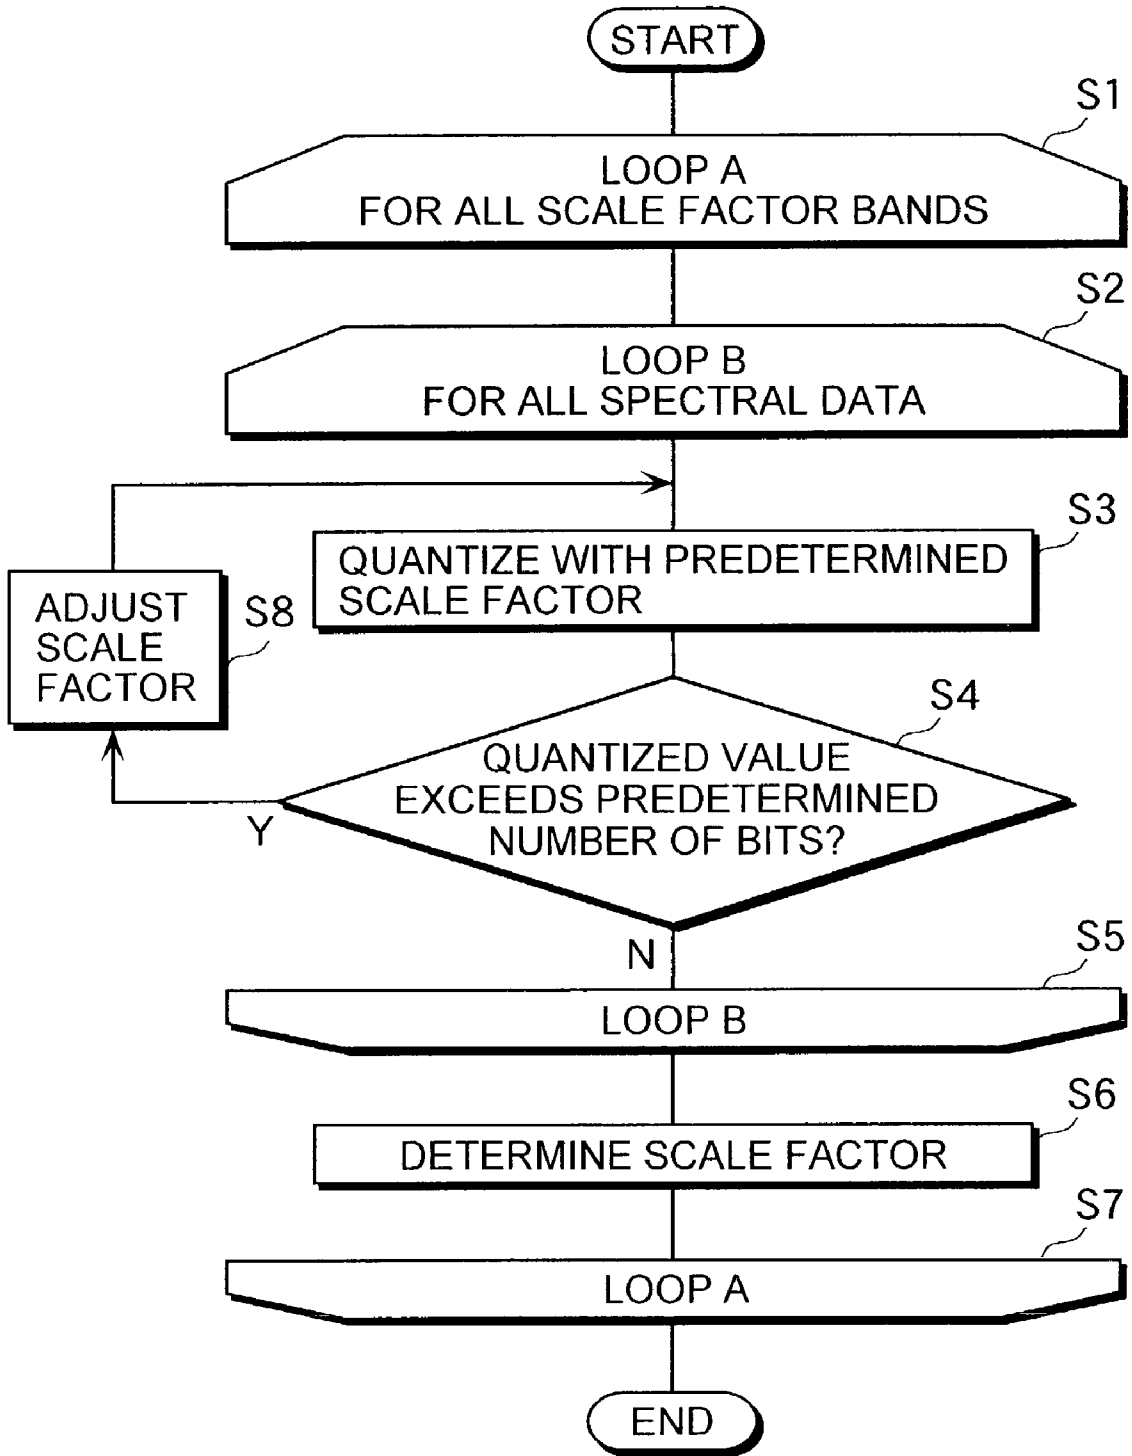 START
S1
LOOP A
FOR ALL SCALE FACTOR BANDS
S2
LOOP B
FOR ALL SPECTRAL DATA
S3
QUANTIZE WITH PREDETERMINED
SCALE FACTOR
ADJUST
SCALE
FACTOR
S8
S4
QUANTIZED VALUE
EXCEEDS PREDETERMINED
NUMBER OF BITS?
Y
N
S5
LOOP B
S6
DETERMINE SCALE FACTOR
S7
LOOP A
END